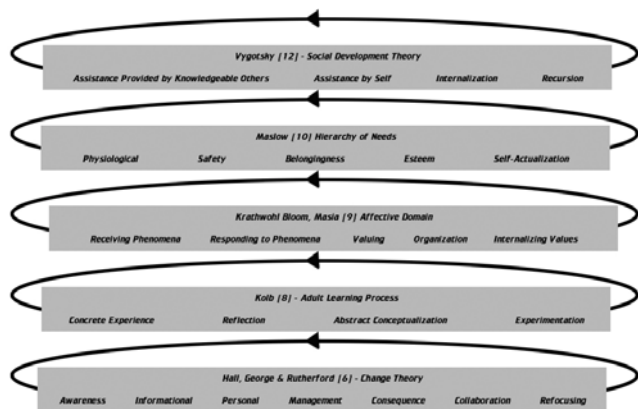 Vygotsky [12] - Social Development Theory
Assistance Provided by Knowledgeable Others Assistance by Self Internalization Recursion
Maslow [10] Hierarchy of Needs
Physiological Safety Belongingness Esteem Self-Actualization
Krathwohl Bloom, Masia [9] Affective Domain
Receiving Phenomena Responding to Phenomena Valuing Organization Internalizing Values
Kolb [8] - Adult Learning Process
Concrete Experience Reflection Abstract Conceptualization Experimentation
Hall, George & Rutherford [6] - Change Theory
Awareness Informational Personal Management Consequence Collaboration Refocusing